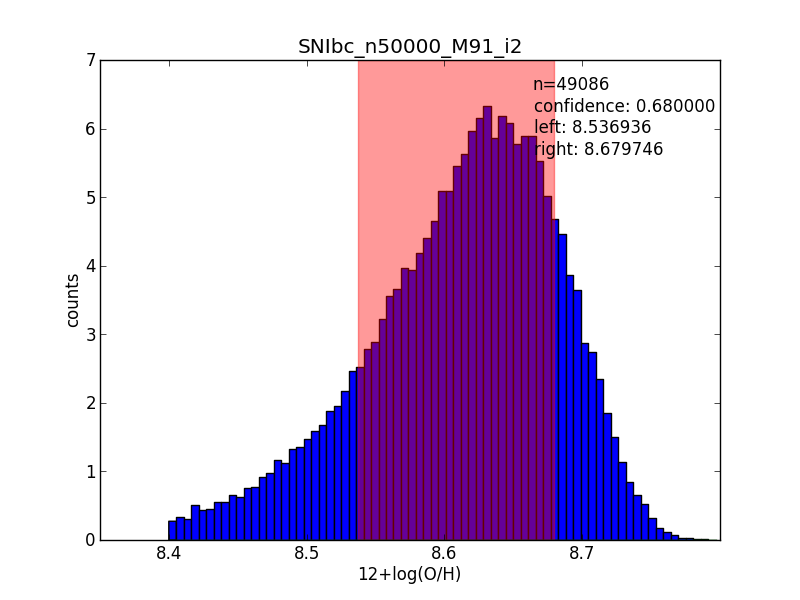 SNIbc_n50000_M91_i2
7
n=49086
confidence: 0.680000
6
left: 8.536936
right: 8.679746
5
4
counts
3
2
1
0
8.4 8.5 8.6 8.7
12+log(O/H)